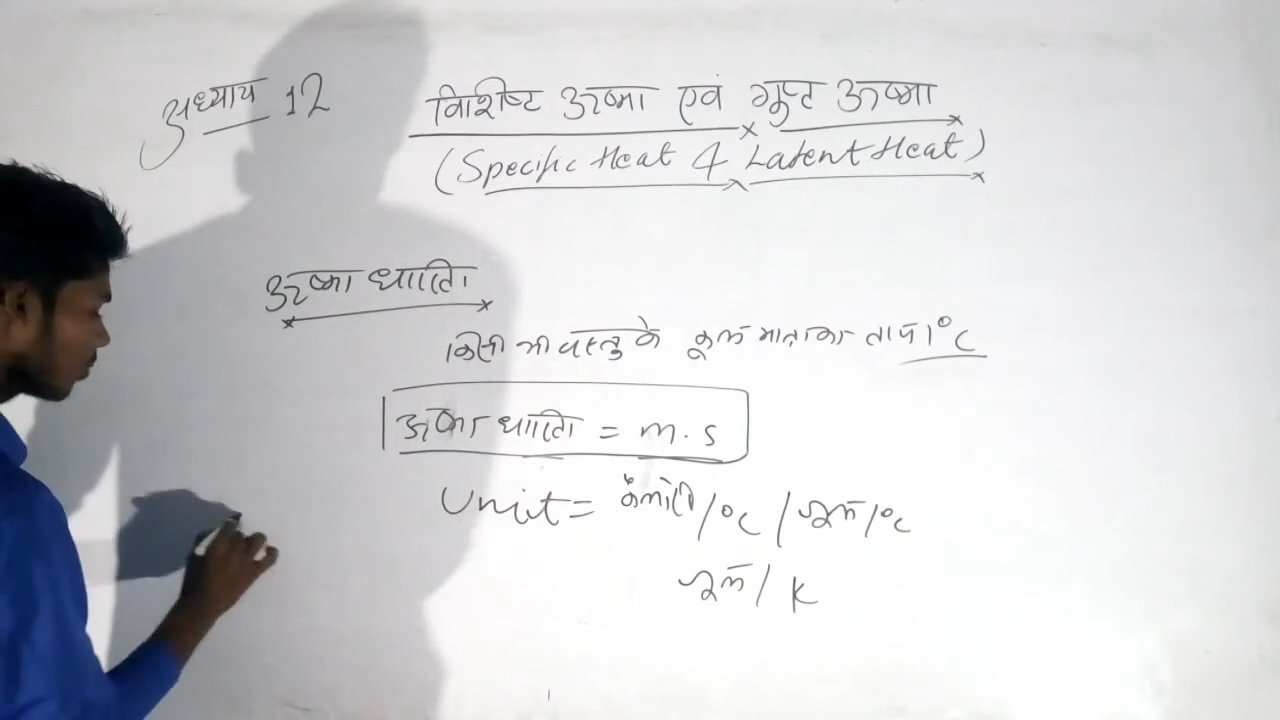 अध्याय 12
विशिष्ट ऊष्मा एवं गुप्त ऊष्मा
(Specific Heat & Latent Heat)
ऊष्मा धारिता
किसी भी वस्तु के कुल मात्रा का ताप 1°C
ऊष्मा धारिता = m.s
Unit = कैलोरी/°C / जूल/°C
जूल/K